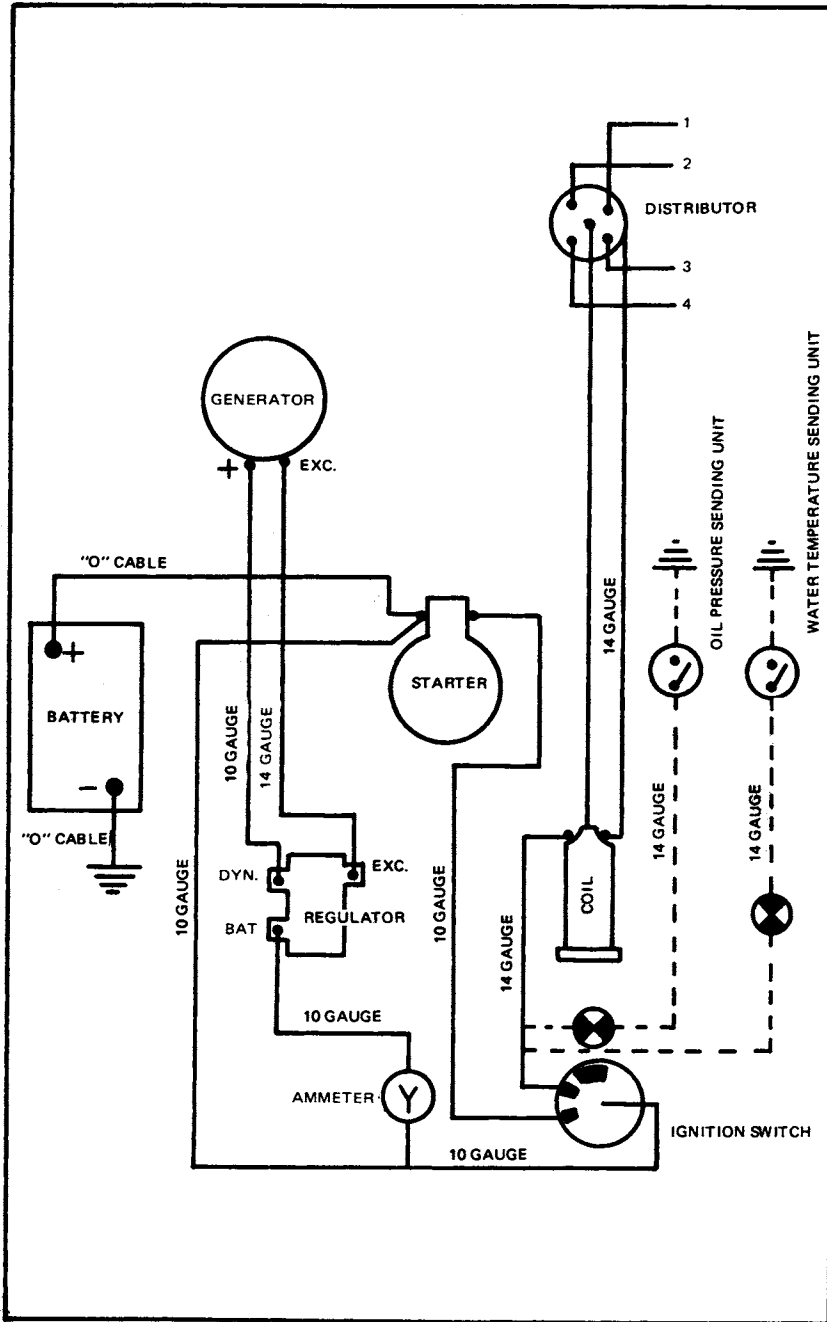 1
2
DISTRIBUTOR
3
4
GENERATOR
+
EXC.
"O" CABLE
+
BATTERY
-
"O" CABLE
STARTER
10 GAUGE
14 GAUGE
14 GAUGE
OIL PRESSURE SENDING UNIT
WATER TEMPERATURE SENDING UNIT
14 GAUGE
14 GAUGE
DYN.
EXC.
BAT
REGULATOR
10 GAUGE
10 GAUGE
14 GAUGE
COIL
10 GAUGE
AMMETER
Y
IGNITION SWITCH
10 GAUGE